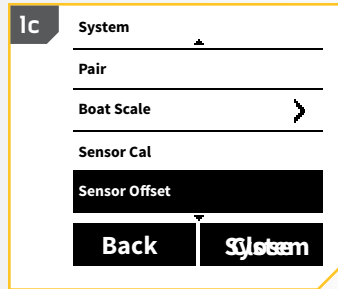 1c
System
Pair
Boat Scale
Sensor Cal
Sensor Offset
Back